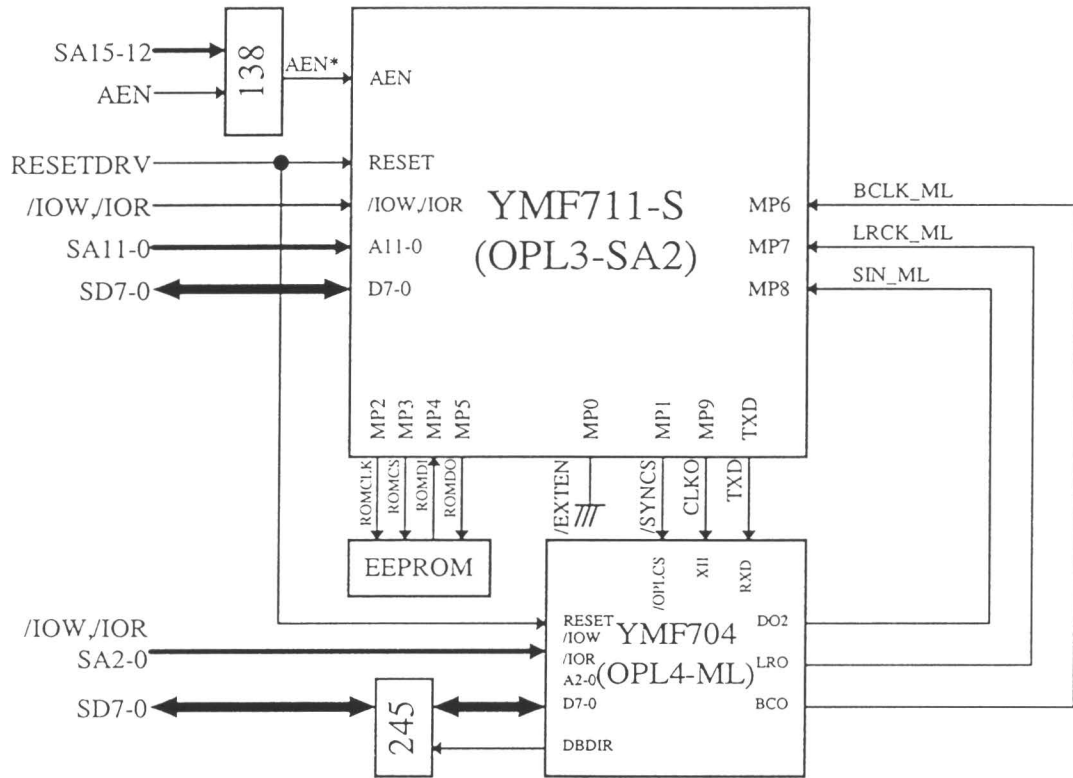 SA15-12
AEN
138
AEN*
AEN
RESETDRV
RESET
/IOW,/IOR
/IOW,/IOR
SA11-0
A11-0
SD7-0
D7-0
YMF711-S
(OPL3-SA2)
MP6
BCLK_ML
MP7
LRCK_ML
MP8
SIN_ML
MP2
MP3
MP4
MP5
MP0
MP1
MP9
TXD
ROMCLK
ROMCS
ROMDI
ROMDO
/EXTEN
/SYNCS
CLKO
TXD
EEPROM
/OPLCS
XI1
RXD
/IOW,/IOR
SA2-0
RESET
/IOW
/IOR
A2-0
D7-0
DBDIR
YMF704
(OPL4-ML)
DO2
LRO
BCO
SD7-0
245